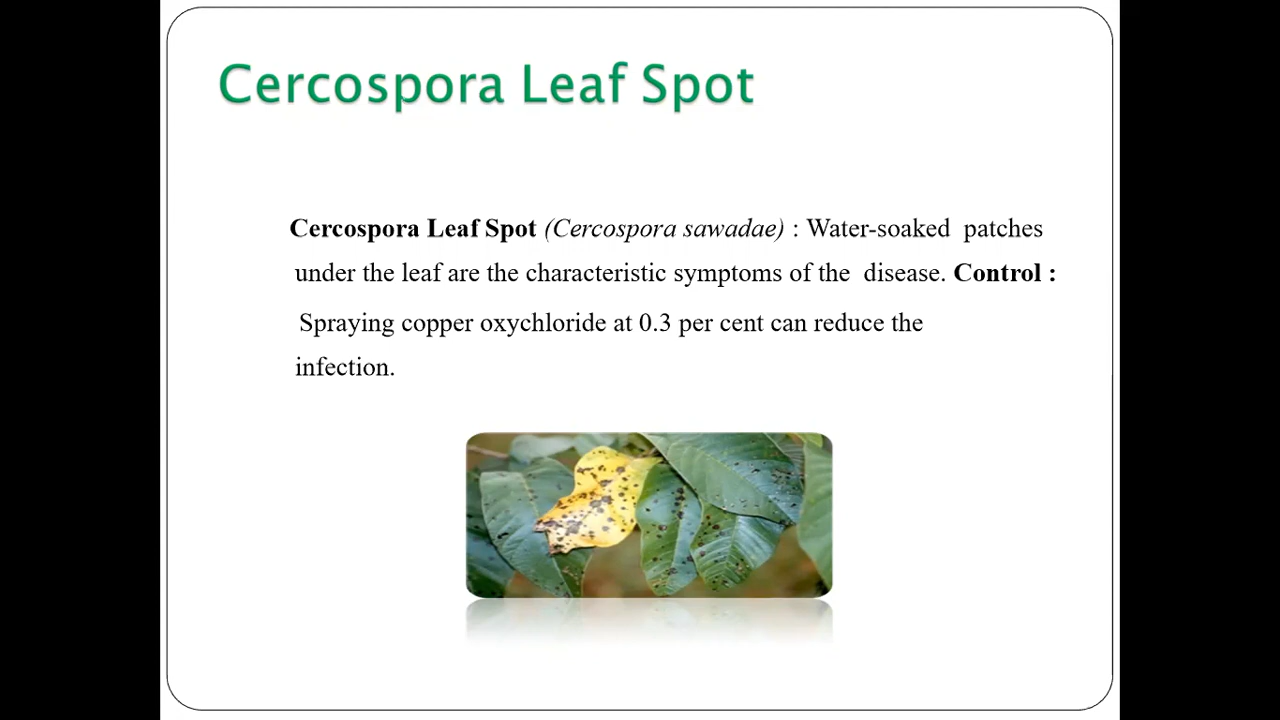 Cercospora Leaf Spot
Cercospora Leaf Spot (Cercospora sawadae) : Water-soaked patches
under the leaf are the characteristic symptoms of the disease. Control :
Spraying copper oxychloride at 0.3 per cent can reduce the
infection.